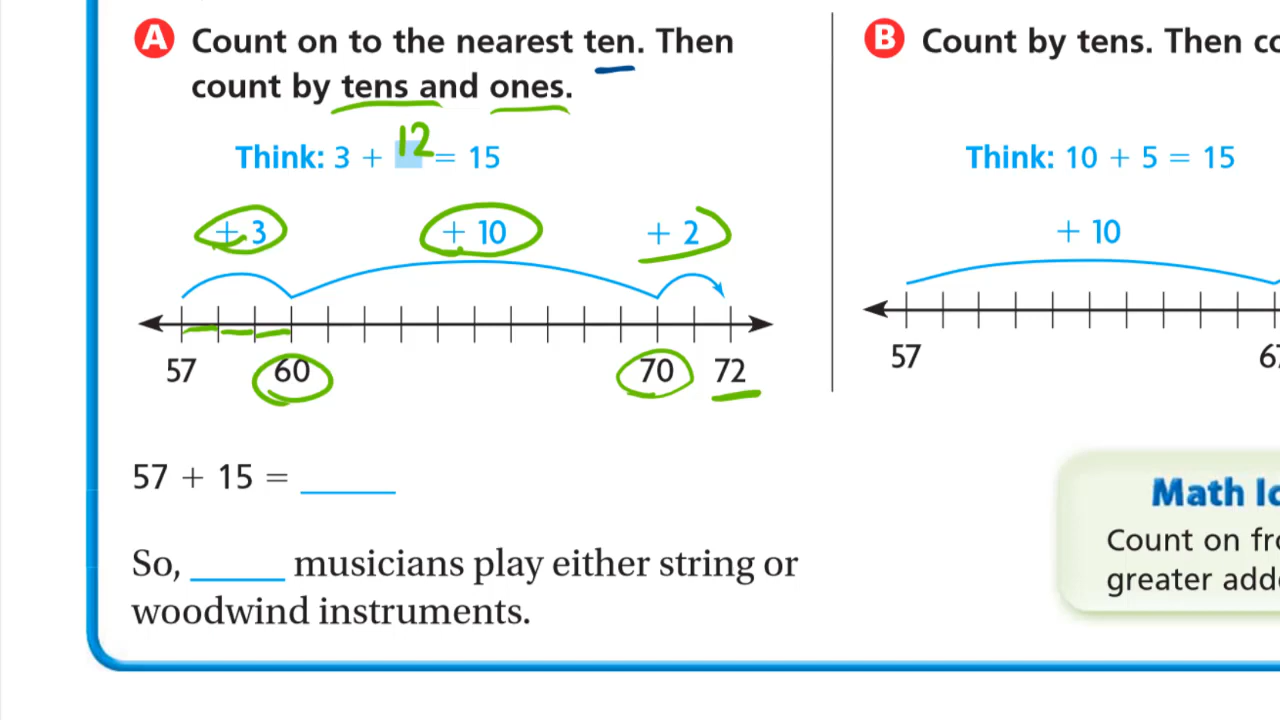 A Count on to the nearest ten. Then
count by tens and ones.
Think: 3 + 12 = 15
+ 3 + 10 + 2
57 60 70 72
57 + 15 =
So, musicians play either string or
woodwind instruments.
B Count by tens. Then
Think: 10 + 5 = 15
+ 10
57
Math
Count on
greater